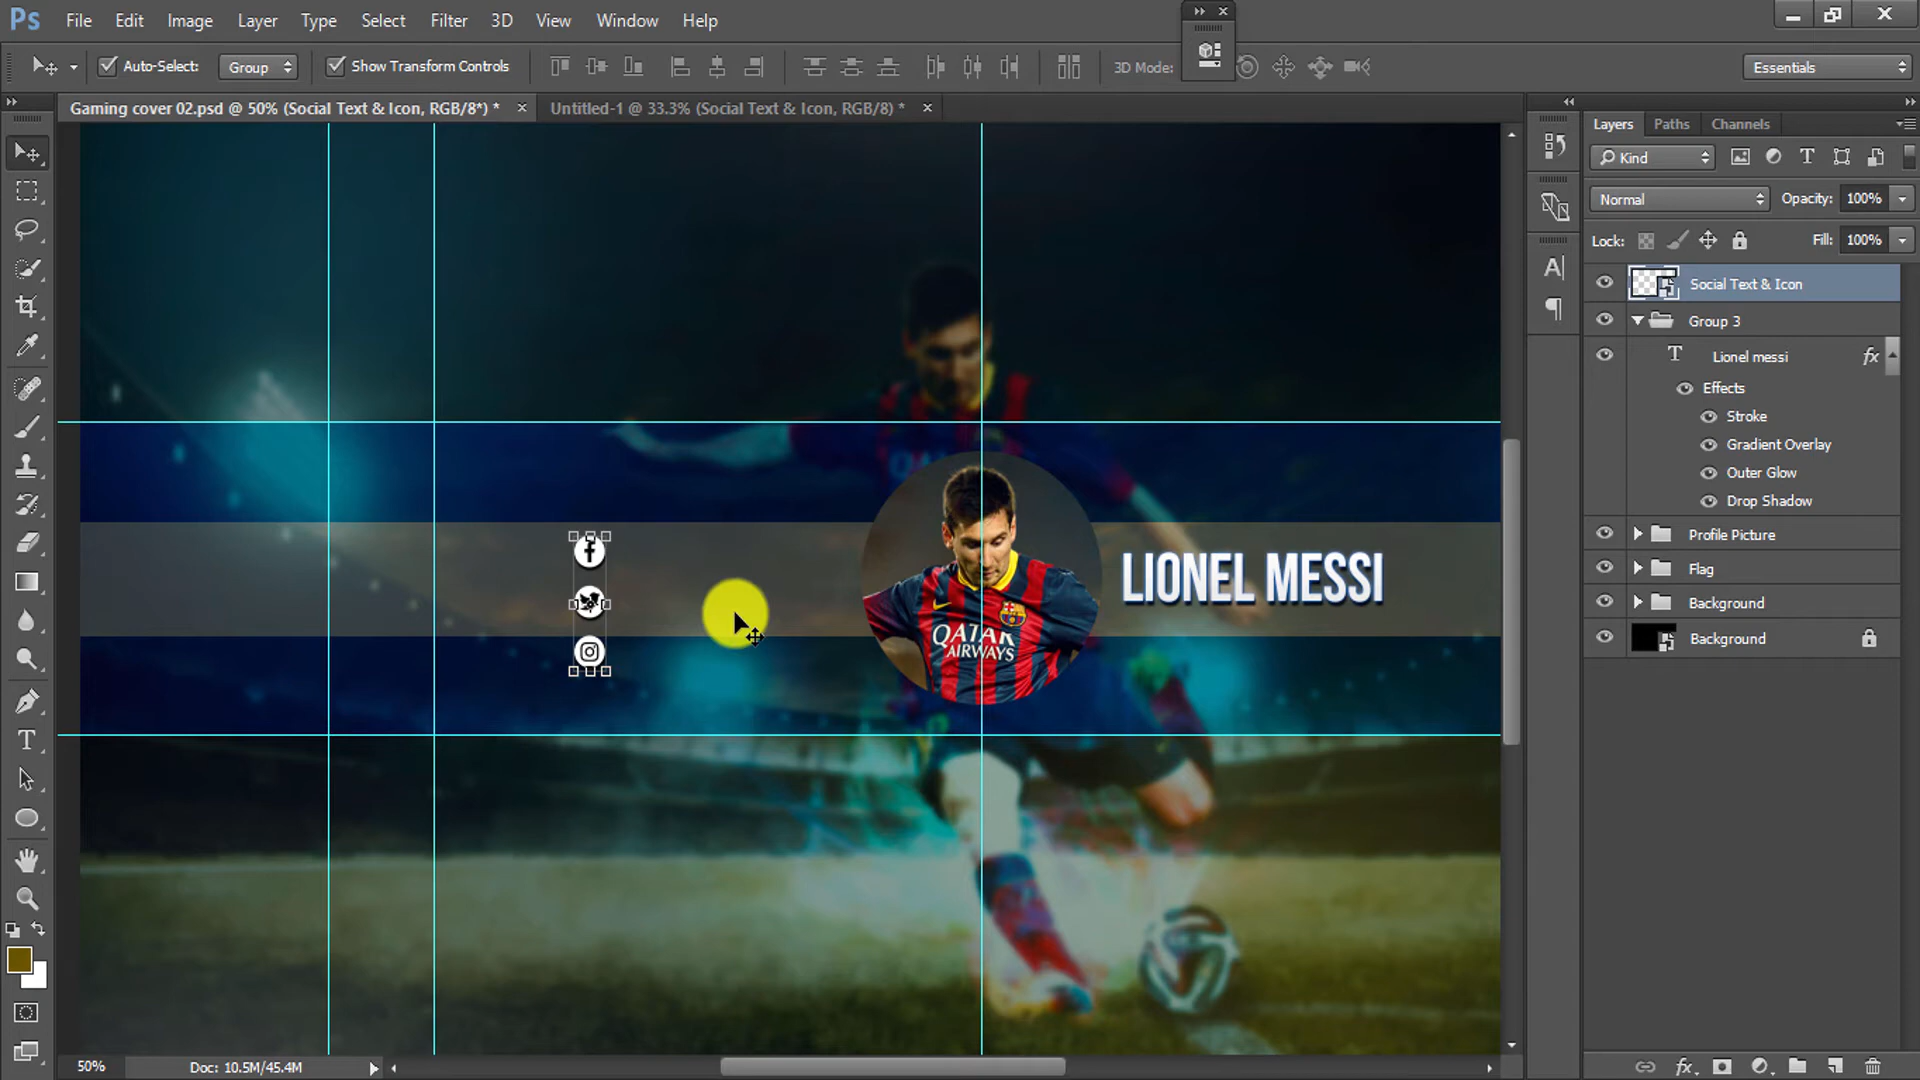 Ps File Edit Image Layer Type Select Filter 3D View Window Help
Auto-Select: Group Show Transform Controls 3D Mode: Essentials
Gaming cover 02.psd @ 50% (Social Text & Icon, RGB/8*) * × Untitled-1 @ 33.3% (Social Text & Icon, RGB/8) * ×
Layers Paths Channels
Kind
Normal Opacity: 100%
Lock: Fill: 100%
Social Text & Icon
Group 3
Lionel messi fx
Effects
Stroke
Gradient Overlay
Outer Glow
Drop Shadow
Profile Picture
Flag
Background
Background
LIONEL MESSI
QATAR
AIRWAYS
50% Doc: 10.5M/45.4M